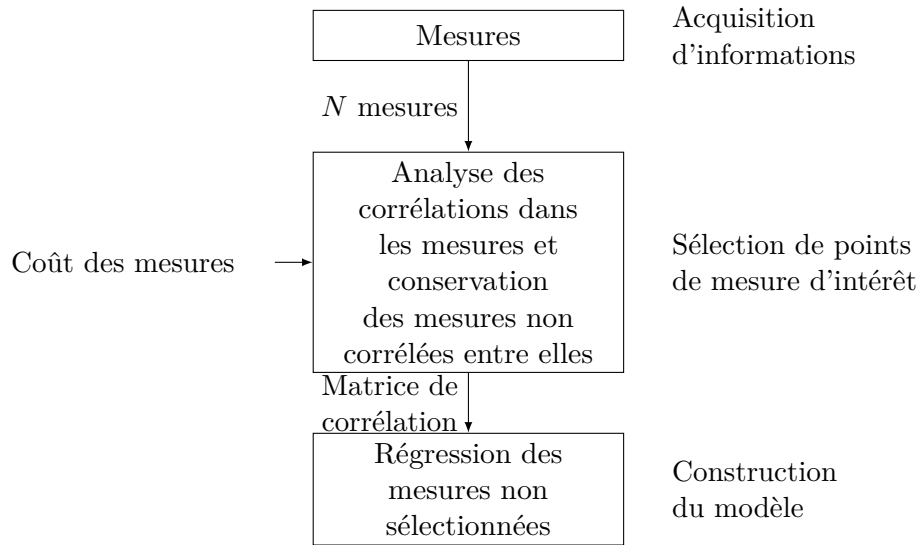 Mesures
Acquisition
d'informations
N mesures
Analyse des
corrélations dans
les mesures et
conservation
des mesures non
corrélées entre elles
Coût des mesures
Sélection de points
de mesure d'intérêt
Matrice de
corrélation
Régression des
mesures non
sélectionnées
Construction
du modèle